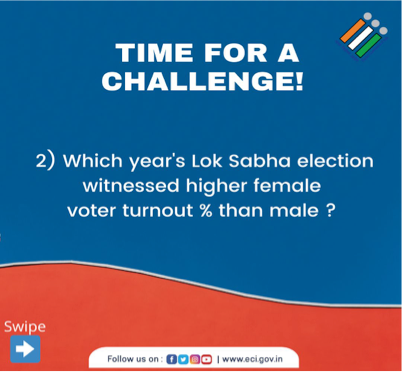 TIME FOR A
CHALLENGE!
2) Which year's Lok Sabha election
witnessed higher female
voter turnout % than male ?
Swipe
Follow us on : | www.eci.gov.in